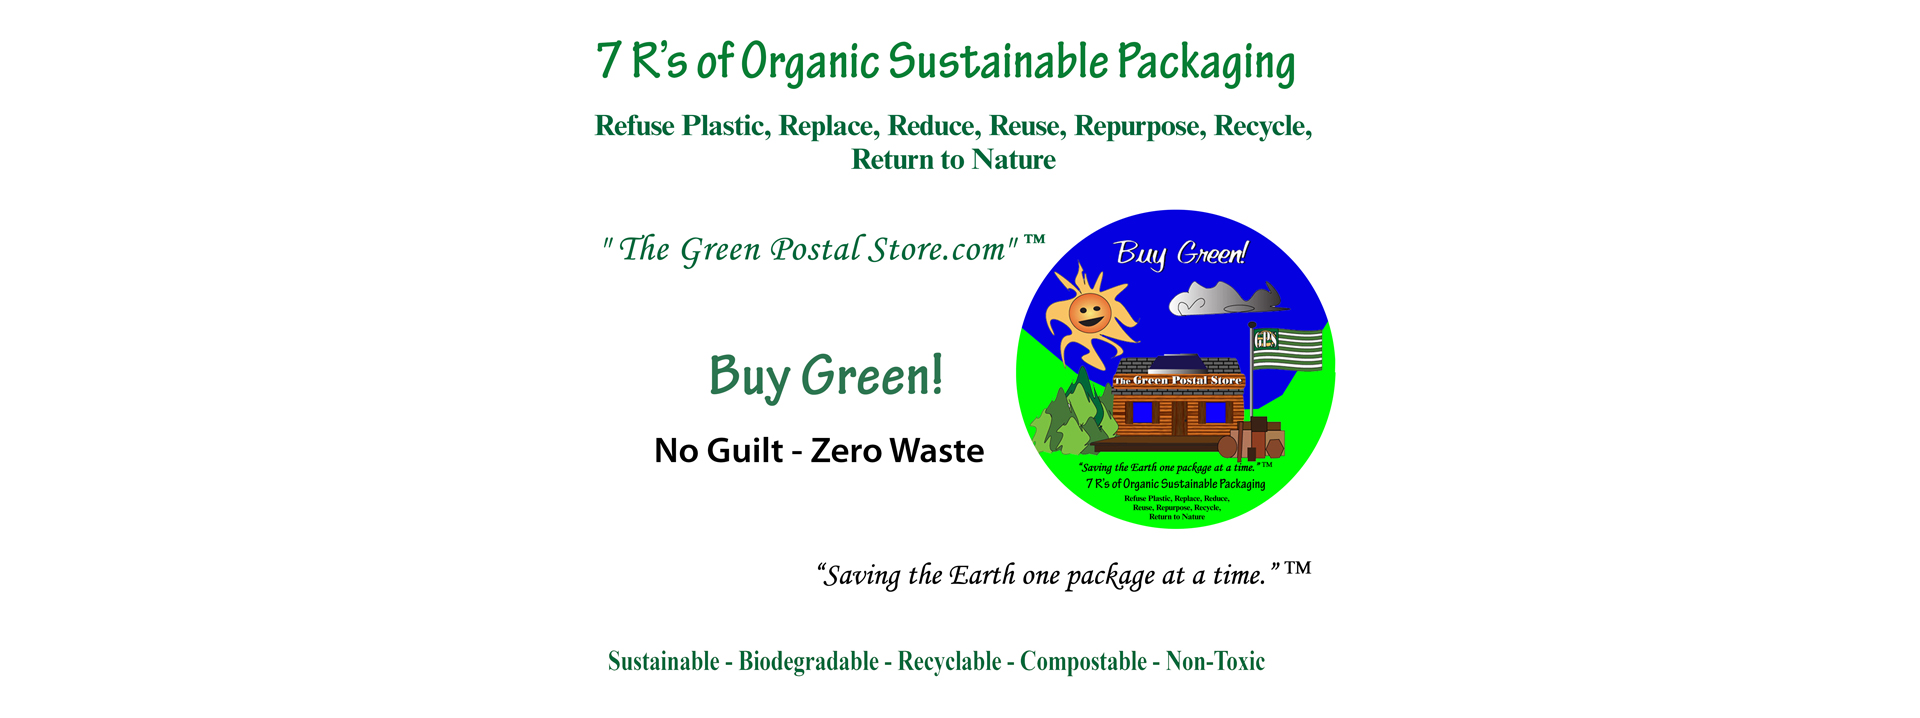 7 R’s of Organic Sustainable Packaging
Refuse Plastic, Replace, Reduce, Reuse, Repurpose, Recycle,
Return to Nature
" The Green Postal Store.com" ™
Buy Green!
No Guilt - Zero Waste
Buy Green!
GPS
The Green Postal Store
“Saving the Earth one package at a time.”™
7 R's of Organic Sustainable Packaging
Refuse Plastic, Replace, Reduce,
Reuse, Repurpose, Recycle,
Return to Nature
“Saving the Earth one package at a time.”™
Sustainable - Biodegradable - Recyclable - Compostable - Non-Toxic